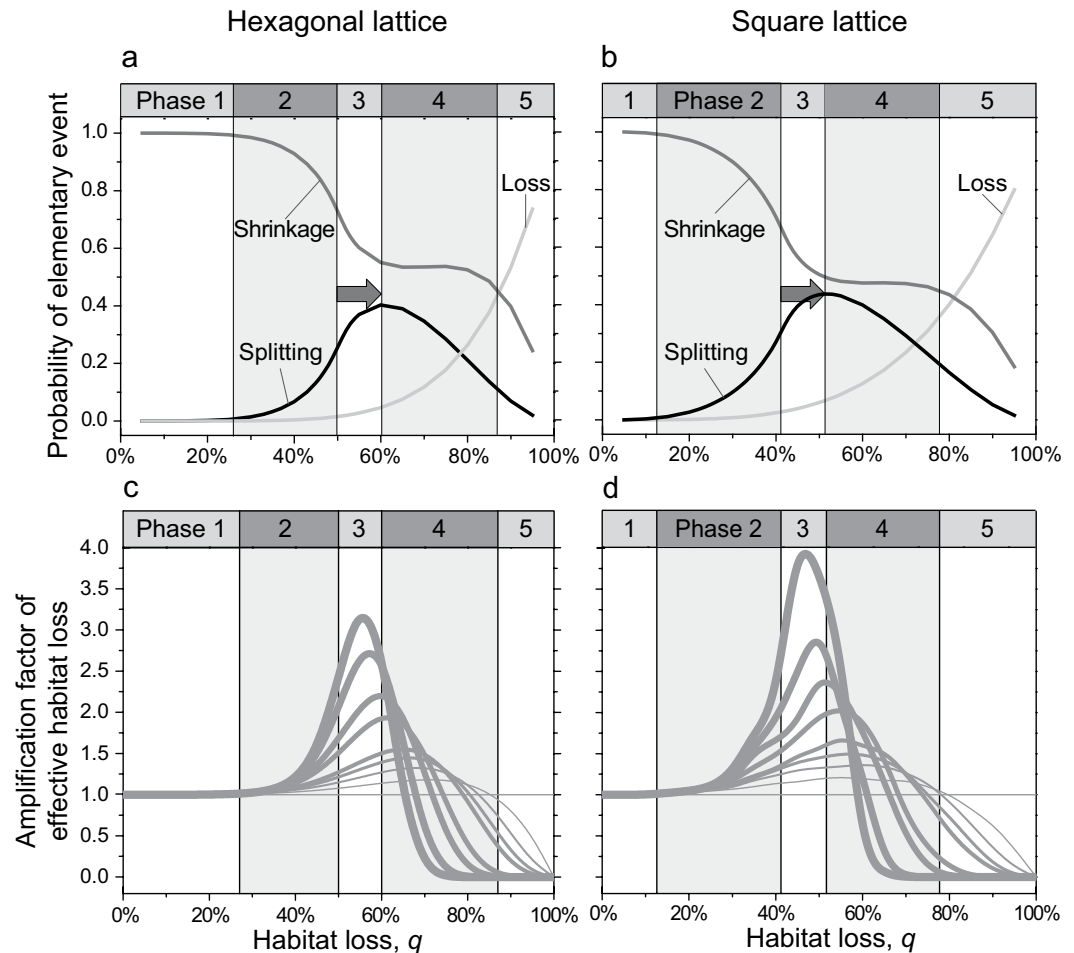 Hexagonal lattice
Square lattice
a
b
Phase 1 2 3 4 5
1 Phase 2 3 4 5
Probability of elementary event
1.0
0.8
0.6
0.4
0.2
0.0
Loss
Shrinkage
Splitting
Loss
Shrinkage
Splitting
0% 20% 40% 60% 80% 100%
0% 20% 40% 60% 80% 100%
c
d
Phase 1 2 3 4 5
1 Phase 2 3 4 5
Amplification factor of
effective habitat loss
4.0
3.5
3.0
2.5
2.0
1.5
1.0
0.5
0.0
0% 20% 40% 60% 80% 100%
0% 20% 40% 60% 80% 100%
Habitat loss, q
Habitat loss, q